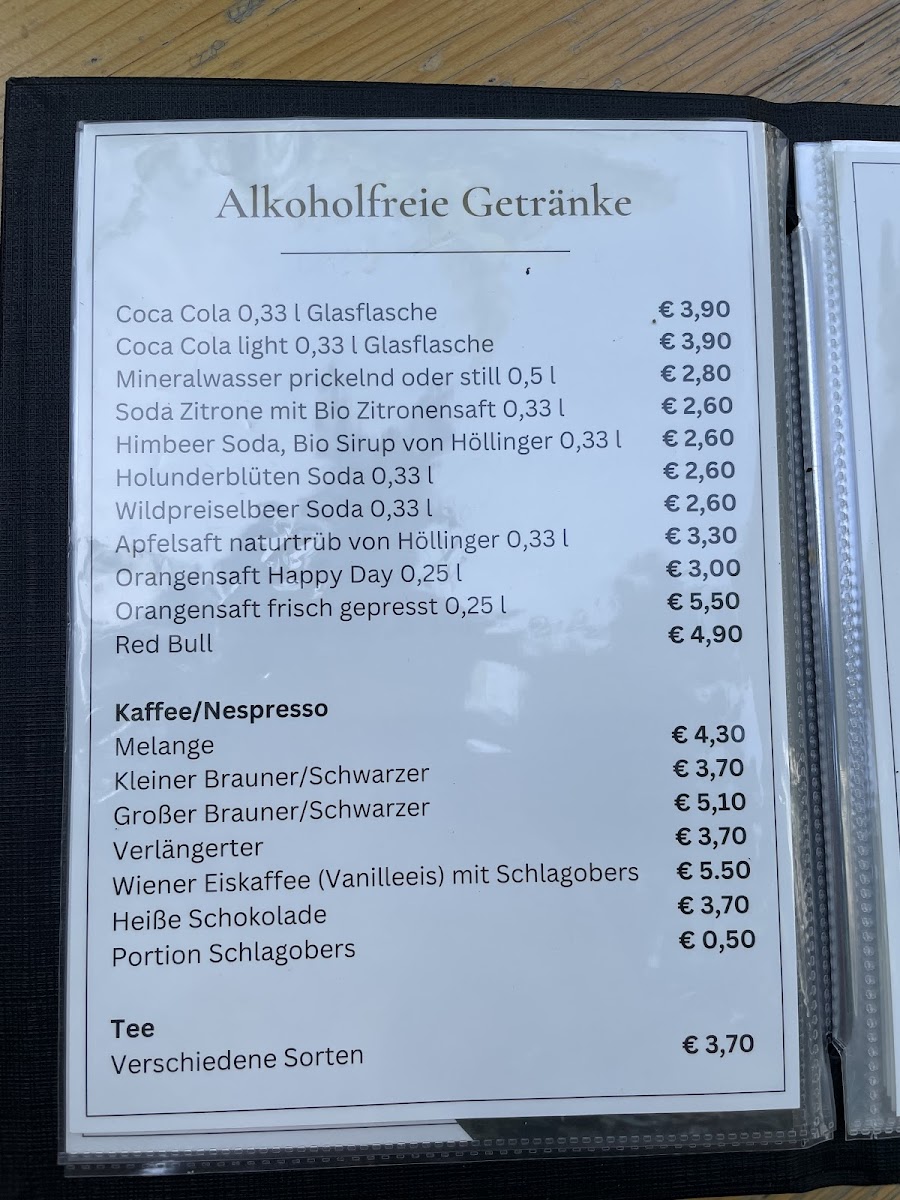 Alkoholfreie Getränke
Coca Cola 0,33 l Glasflasche € 3,90
Coca Cola light 0,33 l Glasflasche € 3,90
Mineralwasser prickelnd oder still 0,5 l € 2,80
Soda Zitrone mit Bio Zitronensaft 0,33 l € 2,60
Himbeer Soda, Bio Sirup von Höllinger 0,33 l € 2,60
Holunderblüten Soda 0,33 l € 2,60
Wildpreiselbeer Soda 0,33 l € 2,60
Apfelsaft naturtrüb von Höllinger 0,33 l € 3,30
Orangensaft Happy Day 0,25 l € 3,00
Orangensaft frisch gepresst 0,25 l € 5,50
Red Bull € 4,90
Kaffee/Nespresso
Melange € 4,30
Kleiner Brauner/Schwarzer € 3,70
Großer Brauner/Schwarzer € 5,10
Verlängerter € 3,70
Wiener Eiskaffee (Vanilleeis) mit Schlagobers € 5.50
Heiße Schokolade € 3,70
Portion Schlagobers € 0,50
Tee
Verschiedene Sorten € 3,70